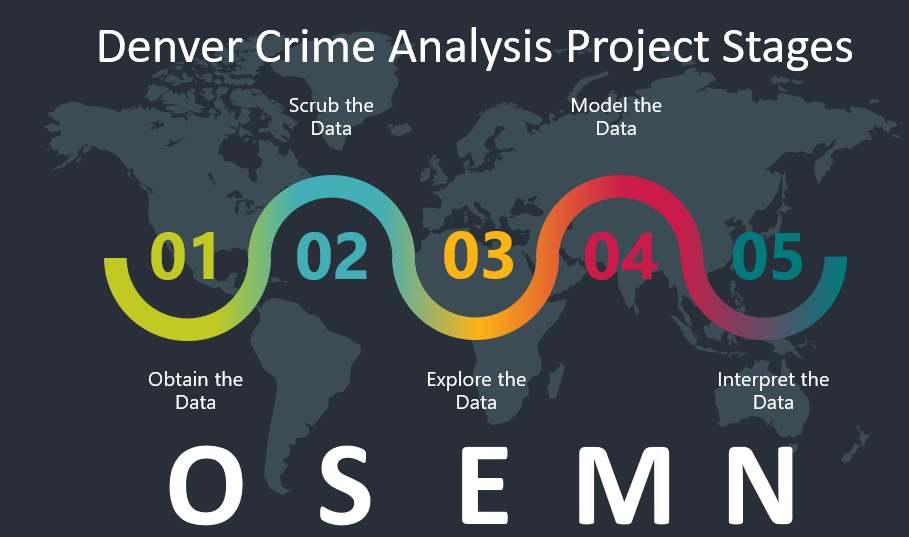 Denver Crime Analysis Project Stages
Scrub the
Data
Model the
Data
01
02
03
04
05
Obtain the
Data
Explore the
Data
Interpret the
Data
O S E M N